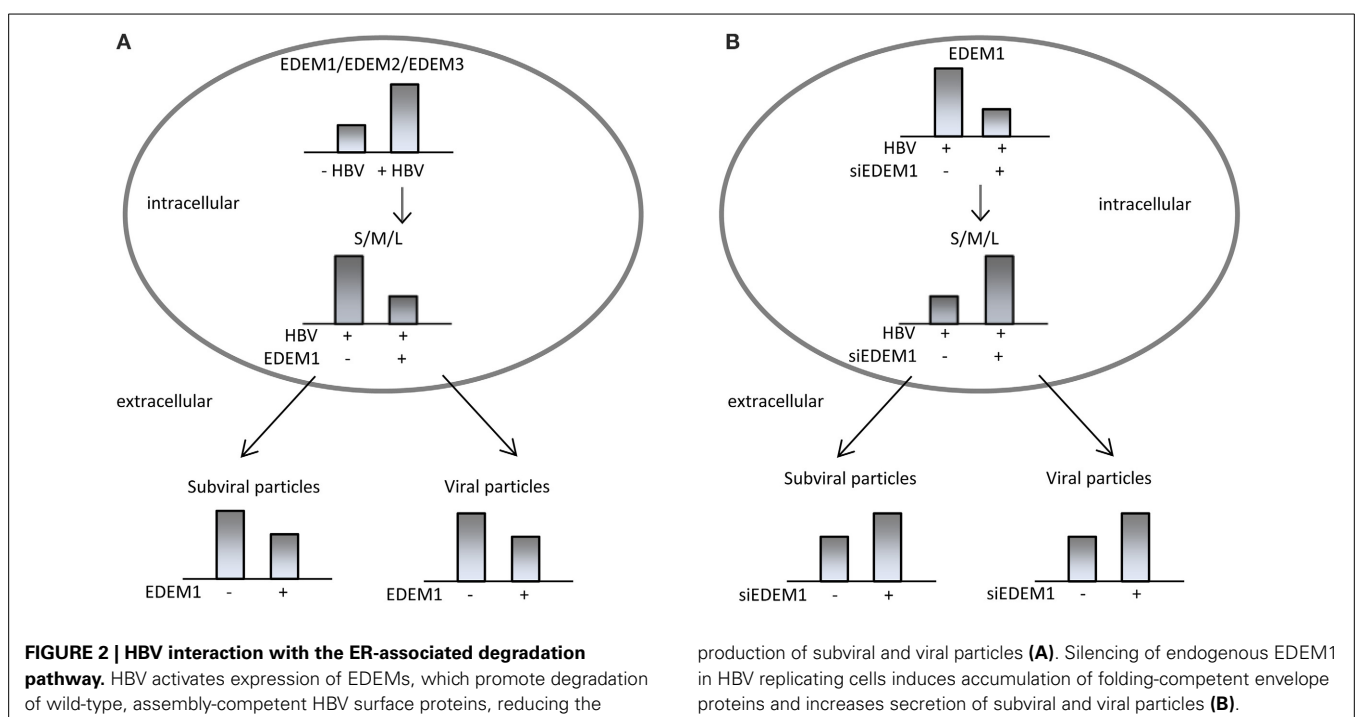 A
EDEM1/EDEM2/EDEM3
- HBV + HBV
intracellular
S/M/L
HBV + +
EDEM1 - +
extracellular
Subviral particles
Viral particles
EDEM1 - +
EDEM1 - +
B
EDEM1
HBV + +
siEDEM1 - +
intracellular
S/M/L
HBV + +
siEDEM1 - +
extracellular
Subviral particles
Viral particles
siEDEM1 - +
siEDEM1 - +
FIGURE 2 | HBV interaction with the ER-associated degradation
pathway. HBV activates expression of EDEMs, which promote degradation
of wild-type, assembly-competent HBV surface proteins, reducing the
production of subviral and viral particles (A). Silencing of endogenous EDEM1
in HBV replicating cells induces accumulation of folding-competent envelope
proteins and increases secretion of subviral and viral particles (B).